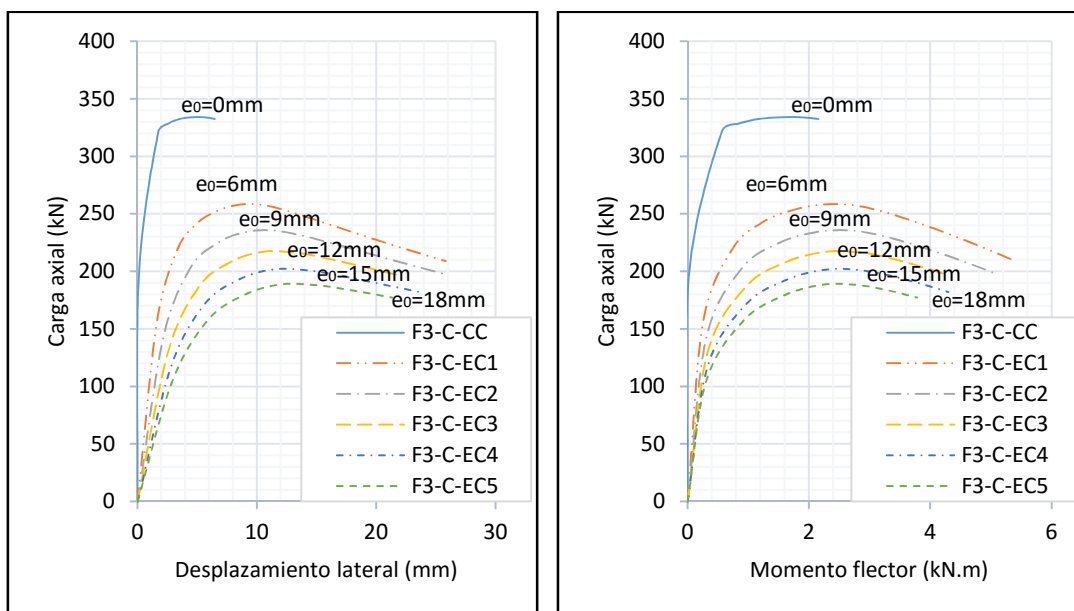 400
350
300
250
200
150
100
50
0
Carga axial (kN)
e0=0mm
e0=6mm
e0=9mm
e0=12mm
e0=15mm
e0=18mm
F3-C-CC
F3-C-EC1
F3-C-EC2
F3-C-EC3
F3-C-EC4
F3-C-EC5
0 10 20 30
Desplazamiento lateral (mm)
400
350
300
250
200
150
100
50
0
Carga axial (kN)
e0=0mm
e0=6mm
e0=9mm
e0=12mm
e0=15mm
e0=18mm
F3-C-CC
F3-C-EC1
F3-C-EC2
F3-C-EC3
F3-C-EC4
F3-C-EC5
0 2 4 6
Momento flector (kN.m)